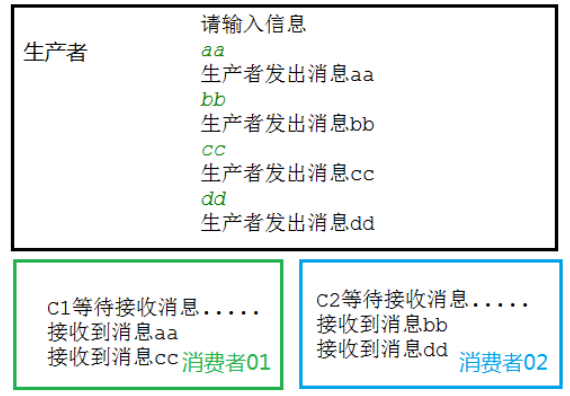 生产者
请输入信息
aa
生产者发出消息aa
bb
生产者发出消息bb
cc
生产者发出消息cc
dd
生产者发出消息dd
C1等待接收消息.....
接收到消息aa
接收到消息cc
消费者01
C2等待接收消息.....
接收到消息bb
接收到消息dd
消费者02